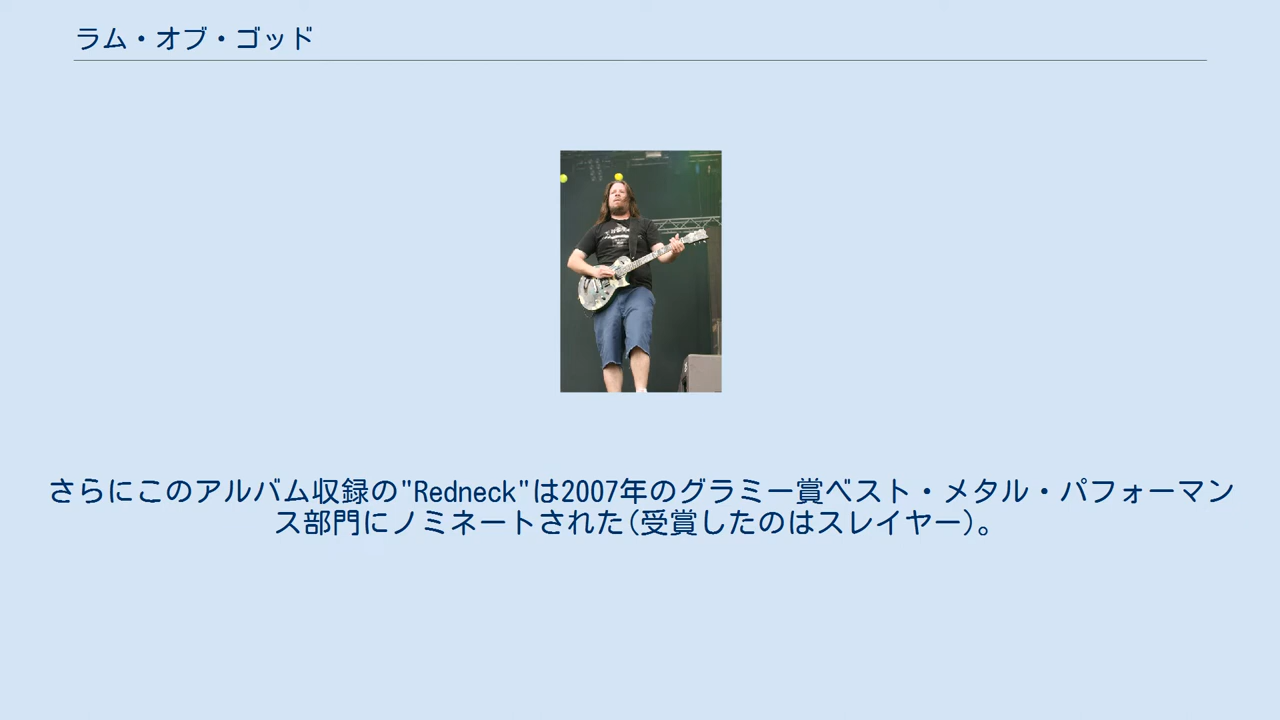 ラム・オブ・ゴッド
さらにこのアルバム収録の"Redneck"は2007年のグラミー賞ベスト・メタル・パフォーマン
ス部門にノミネートされた(受賞したのはスレイヤー)。